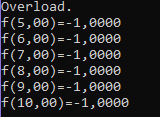 Overload.
f(5,00)=-1,0000
f(6,00)=-1,0000
f(7,00)=-1,0000
f(8,00)=-1,0000
f(9,00)=-1,0000
f(10,00)=-1,0000